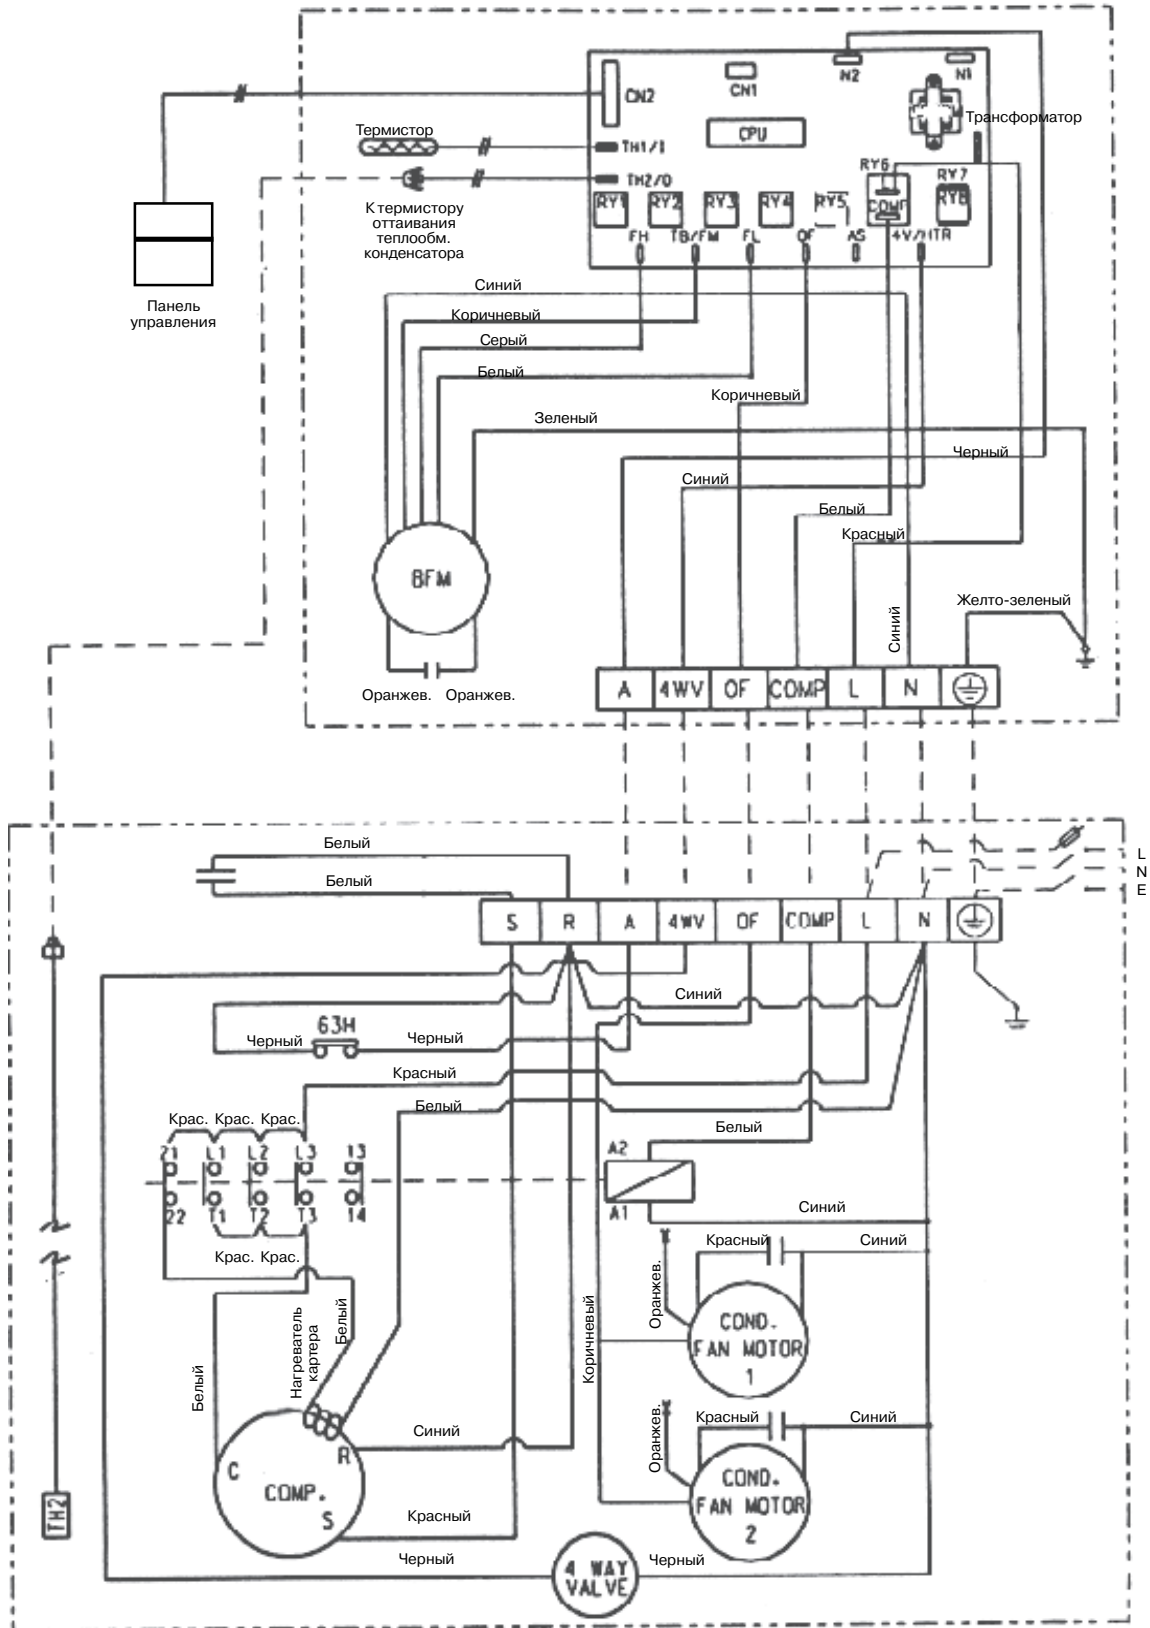 N2
N1
CN2
CN1
Трансформатор
CPU
Термистор
TH1/I
RY6
TH2/O
RY7
RY1
RY2
RY3
RY4
RY5
COMP
RY8
К термистору
оттаивания
теплообм.
конденсатора
FH
TB/FM
FL
OF
AS
4V/HTR
Панель
управления
Синий
Коричневый
Серый
Белый
Коричневый
Зеленый
Черный
Синий
Белый
Красный
BFM
Желто-зеленый
Синий
Оранжев.
Оранжев.
A
4WV
OF
COMP
L
N
Белый
L
Белый
N
E
S
R
A
4WV
OF
COMP
L
N
Синий
63H
Черный
Черный
Красный
Белый
Крас.
Крас.
Крас.
Белый
21
L1
L2
L3
13
A2
22
T1
T2
T3
14
A1
Синий
Крас.
Крас.
Красный
Синий
Оранжев.
Белый
Нагреватель
картера
Белый
Коричневый
COND.
FAN MOTOR
1
Красный
Синий
Оранжев.
Синий
C
R
COMP.
S
COND.
FAN MOTOR
2
TH2
Красный
Черный
Черный
4 WAY
VALVE